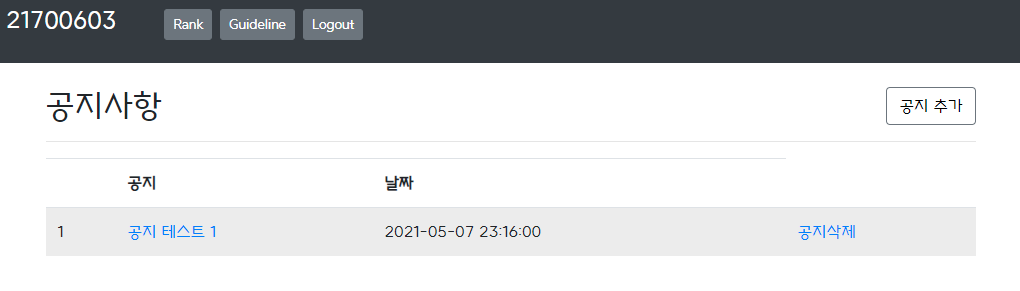 21700603 Rank Guideline Logout
공지사항 공지 추가
공지 날짜
1 공지 테스트 1 2021-05-07 23:16:00 공지삭제